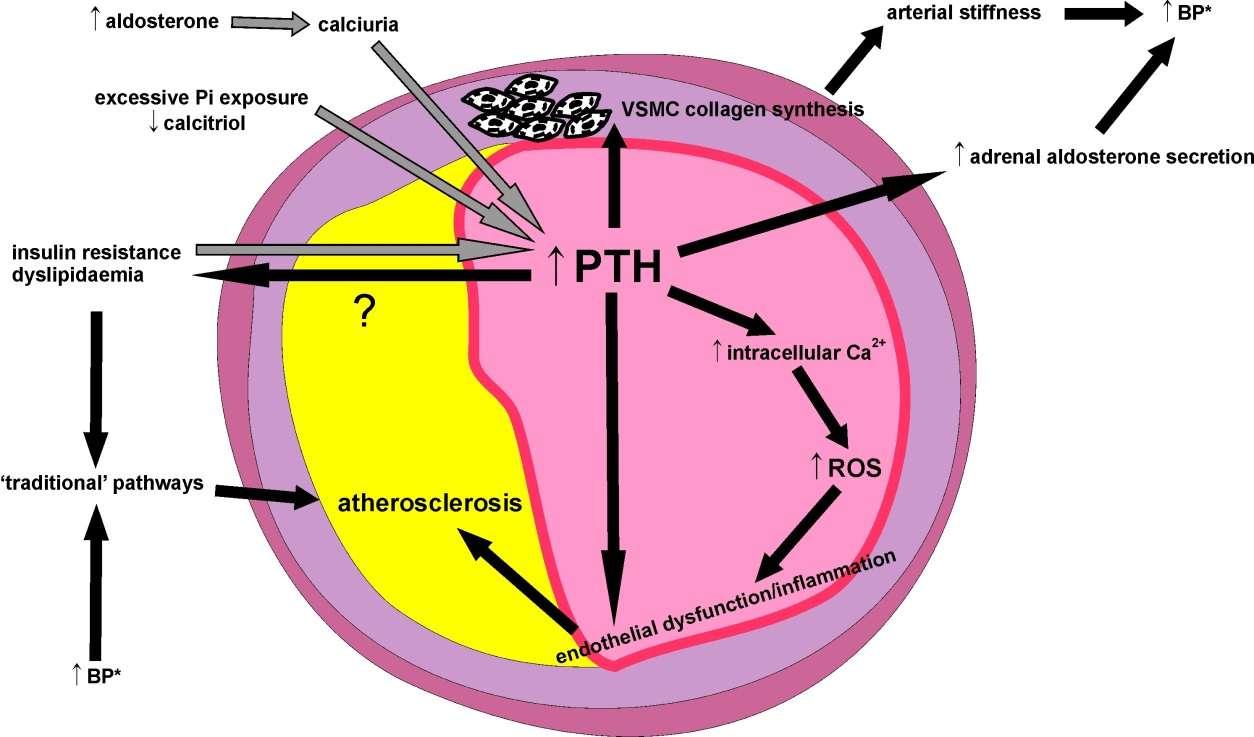 ↑ aldosterone
calciuria
arterial stiffness
↑ BP*
excessive Pi exposure
↓ calcitriol
VSMC collagen synthesis
↑ adrenal aldosterone secretion
insulin resistance
dyslipidaemia
↑ PTH
?
↑ intracellular Ca²⁺
↑ ROS
‘traditional’ pathways
atherosclerosis
endothelial dysfunction/inflammation
↑ BP*